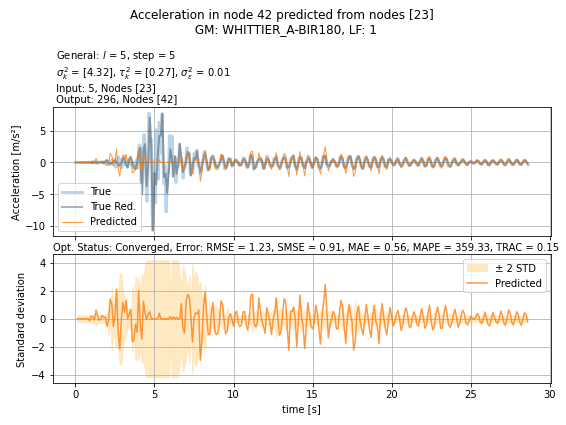 Acceleration in node 42 predicted from nodes [23]
GM: WHITTIER_A-BIR180, LF: 1
General: l = 5, step = 5
σ²ₖ = [4.32], τ²ₖ = [0.27], σ²ε = 0.01
Input: 5, Nodes [23]
Output: 296, Nodes [42]
Acceleration [m/s²]
5
0
−5
−10
True
True Red.
Predicted
Opt. Status: Converged, Error: RMSE = 1.23, SMSE = 0.91, MAE = 0.56, MAPE = 359.33, TRAC = 0.15
Standard deviation
4
2
0
−2
−4
± 2 STD
Predicted
0 5 10 15 20 25 30
time [s]